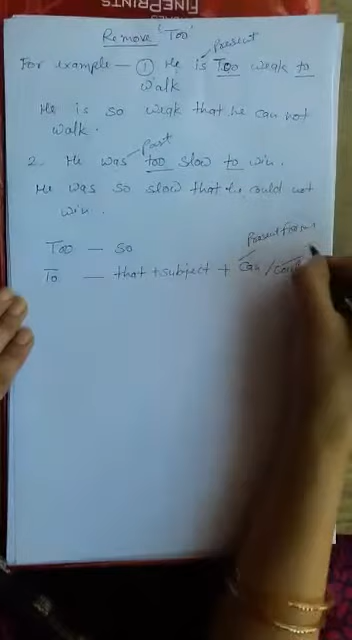 FINEPRINTERS
Remove "Too"
Present
For example — ① He is Too weak to
walk
He is so weak that he can not
walk.
Past
2. He was too slow to win.
He was so slow that he could not
win.
Too — so
Present Form
To — that + subject + Can /